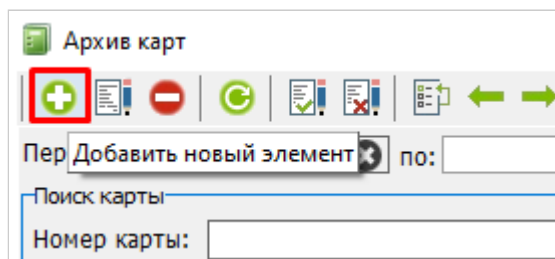 Архив карт
Пер
Добавить новый элемент
по:
Поиск карты
Номер карты: